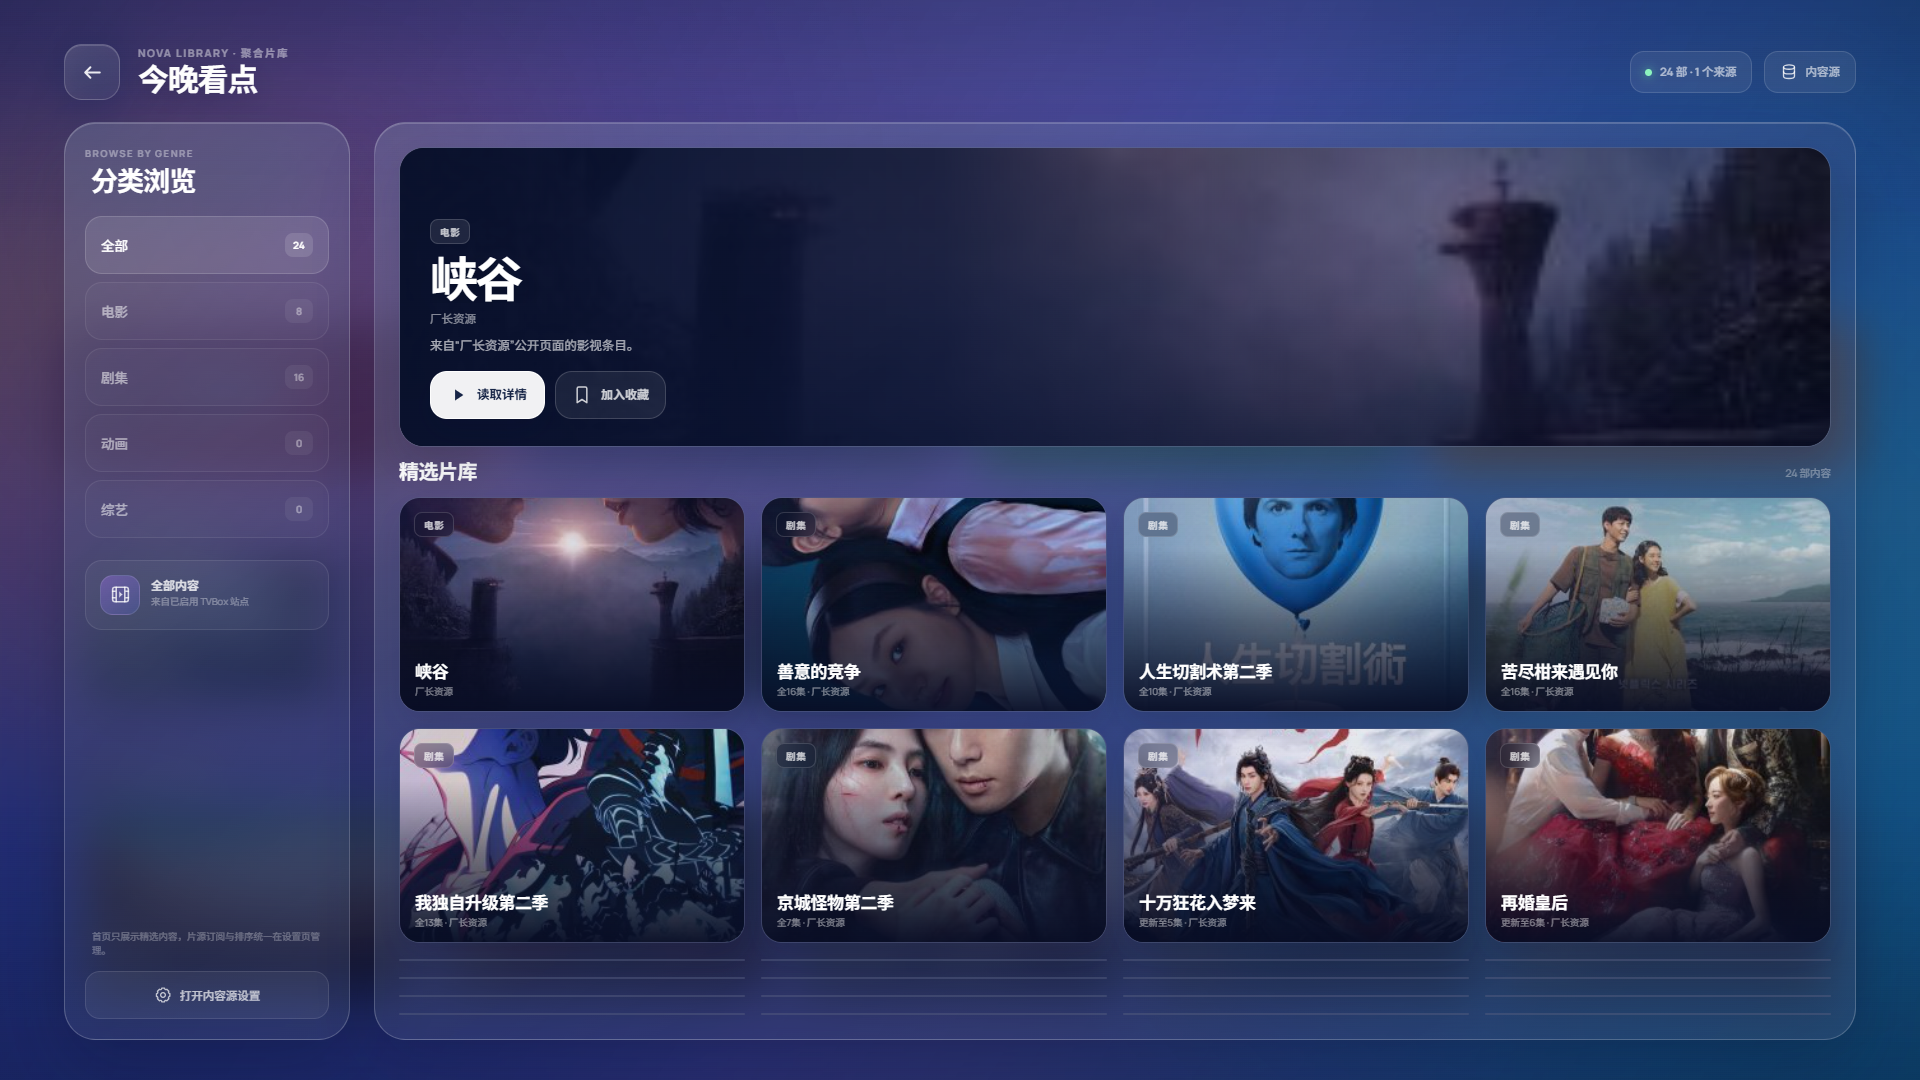 NOVA LIBRARY · 聚合片库
今晚看点
24 部 · 1 个来源
内容源
BROWSE BY GENRE
分类浏览
全部
24
电影
8
剧集
16
动画
0
综艺
0
全部内容
来自已启用 TVBox 站点
首页只展示精选内容，片源订阅与排序统一在设置页管
理。
打开内容源设置
电影
峡谷
厂长资源
来自“厂长资源”公开页面的影视条目。
读取详情
加入收藏
精选片库
24 部内容
电影
峡谷
厂长资源
剧集
善意的竞争
全16集 · 厂长资源
剧集
人生切割術
人生切割术第二季
全10集 · 厂长资源
剧集
苦尽柑来遇见你
全16集 · 厂长资源
剧集
我独自升级第二季
全13集 · 厂长资源
剧集
京城怪物第二季
全7集 · 厂长资源
剧集
十万狂花入梦来
更新至5集 · 厂长资源
剧集
再婚皇后
更新至6集 · 厂长资源